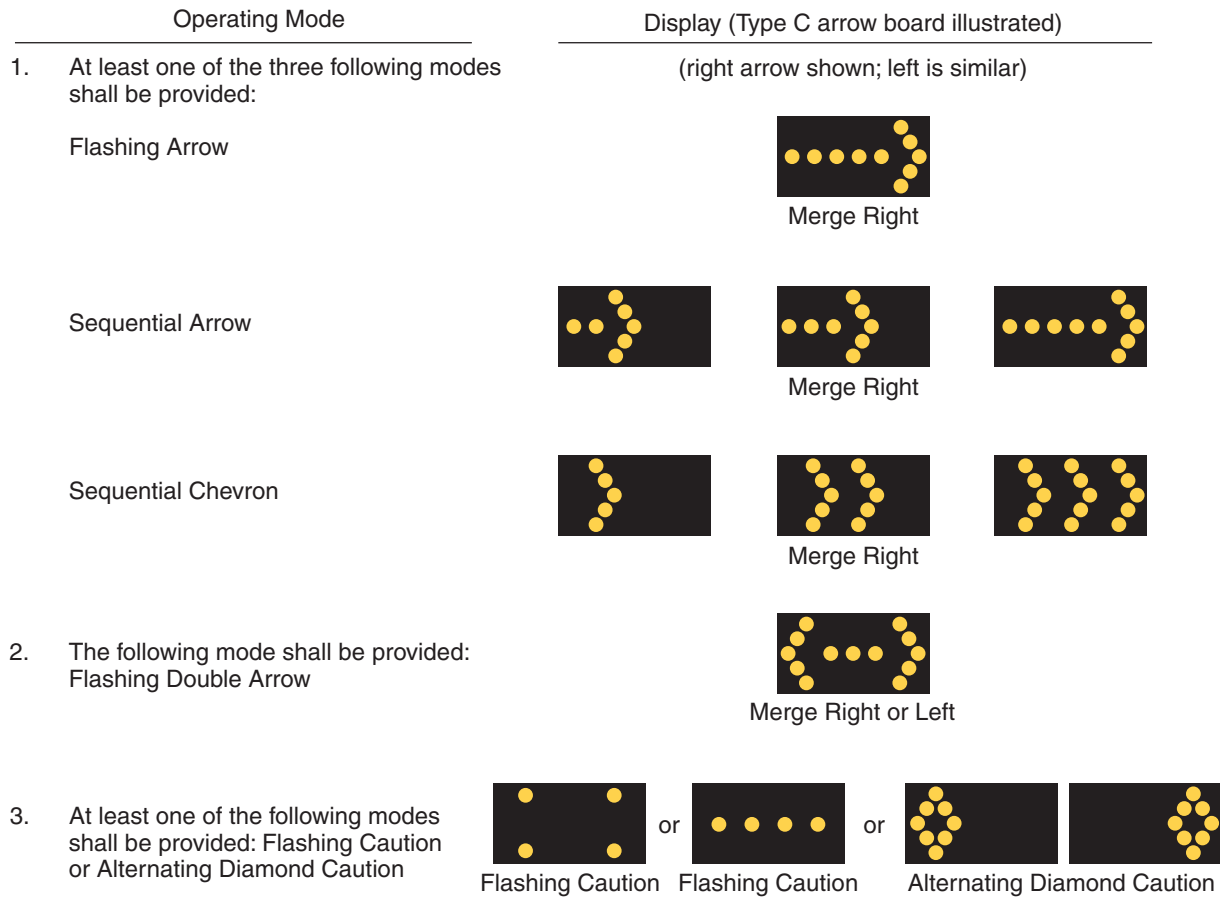 Operating Mode
Display (Type C arrow board illustrated)
1. At least one of the three following modes
shall be provided:
(right arrow shown; left is similar)
Flashing Arrow
Merge Right
Sequential Arrow
Merge Right
Sequential Chevron
Merge Right
2. The following mode shall be provided:
Flashing Double Arrow
Merge Right or Left
3. At least one of the following modes
shall be provided: Flashing Caution
or Alternating Diamond Caution
or
or
Flashing Caution
Flashing Caution
Alternating Diamond Caution